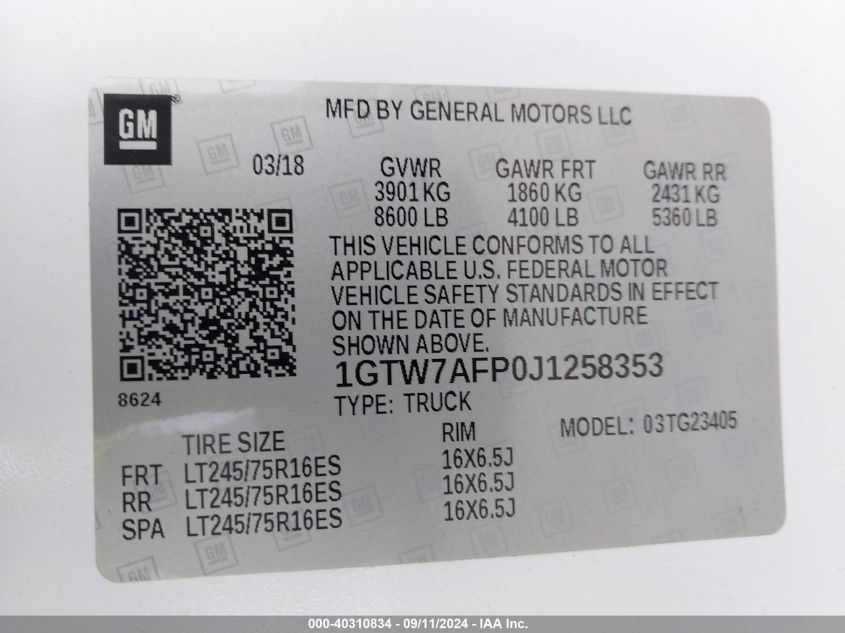 GM®
MFD BY GENERAL MOTORS LLC
03/18 GVWR GAWR FRT GAWR RR
3901 KG 1860 KG 2431 KG
8600 LB 4100 LB 5360 LB
THIS VEHICLE CONFORMS TO ALL
APPLICABLE U.S. FEDERAL MOTOR
VEHICLE SAFETY STANDARDS IN EFFECT
ON THE DATE OF MANUFACTURE
SHOWN ABOVE.
1GTW7AFP0J1258353
8624
TYPE: TRUCK
MODEL: 03TG23405
TIRE SIZE RIM
FRT LT245/75R16ES 16X6.5J
RR LT245/75R16ES 16X6.5J
SPA LT245/75R16ES 16X6.5J
000-40310834 - 09/11/2024 - IAA Inc.